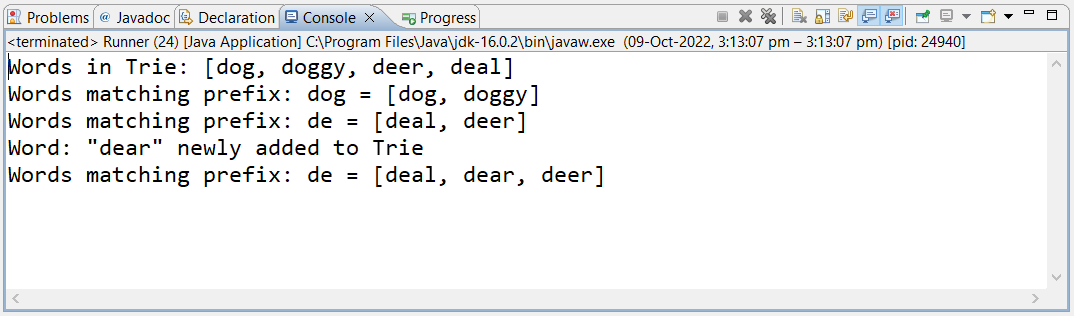 Problems @ Javadoc Declaration Console Progress
<terminated> Runner (24) [Java Application] C:\Program Files\Java\jdk-16.0.2\bin\javaw.exe (09-Oct-2022, 3:13:07 pm – 3:13:07 pm) [pid: 24940]
Words in Trie: [dog, doggy, deer, deal]
Words matching prefix: dog = [dog, doggy]
Words matching prefix: de = [deal, deer]
Word: "dear" newly added to Trie
Words matching prefix: de = [deal, dear, deer]